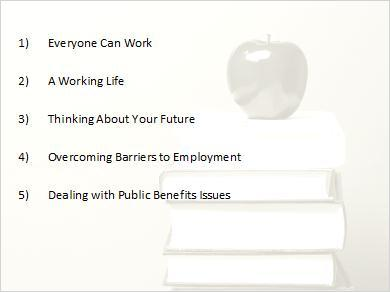 1) Everyone Can Work
2) A Working Life
3) Thinking About Your Future
4) Overcoming Barriers to Employment
5) Dealing with Public Benefits Issues